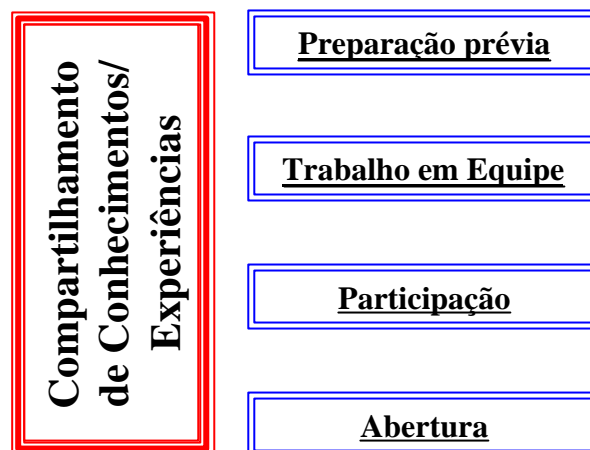 Compartilhamento
de Conhecimentos/
Experiências
Preparação prévia
Trabalho em Equipe
Participação
Abertura